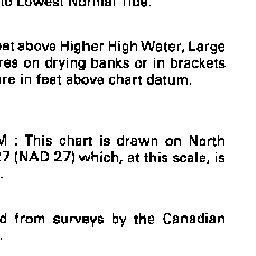 to Lowest Normal Tide.
eet above Higher High Water, Large
res on drying banks or in brackets
are in feet above chart datum.
M : This chart is drawn on North
27 (NAD 27) which, at this scale, is
.
d from surveys by the Canadian
.